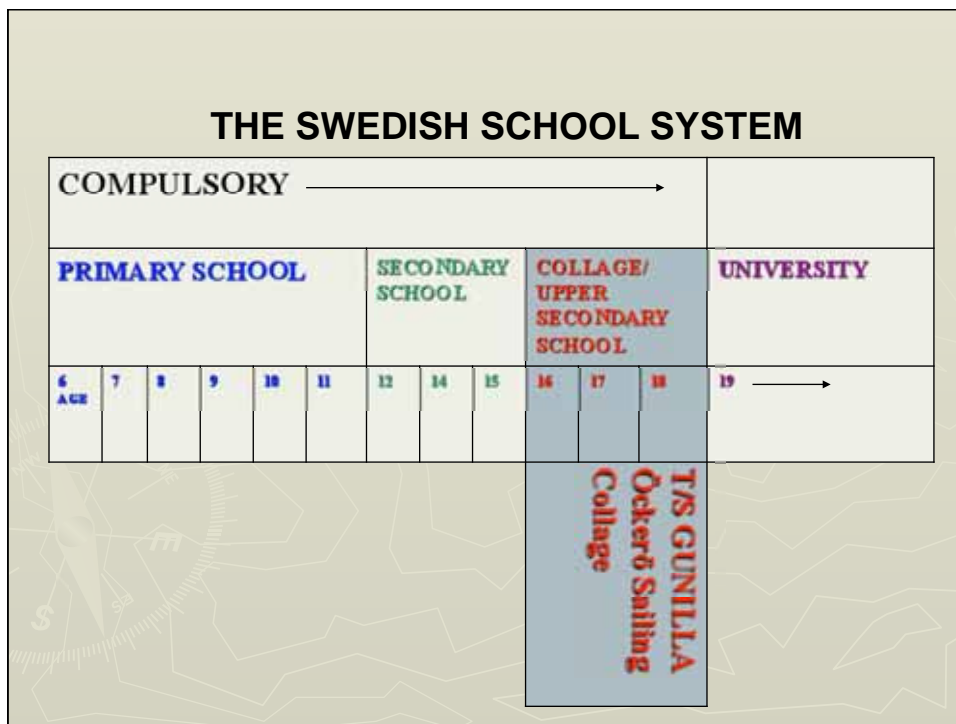 THE SWEDISH SCHOOL SYSTEM
COMPULSORY
PRIMARY SCHOOL
SECONDARY
SCHOOL
COLLAGE/
UPPER
SECONDARY
SCHOOL
UNIVERSITY
6 7 8 9 10 11 12 14 15 16 17 18 19
AGE
T/S GUNILLA
Öckerö Sailing
Collage
m
S
SE